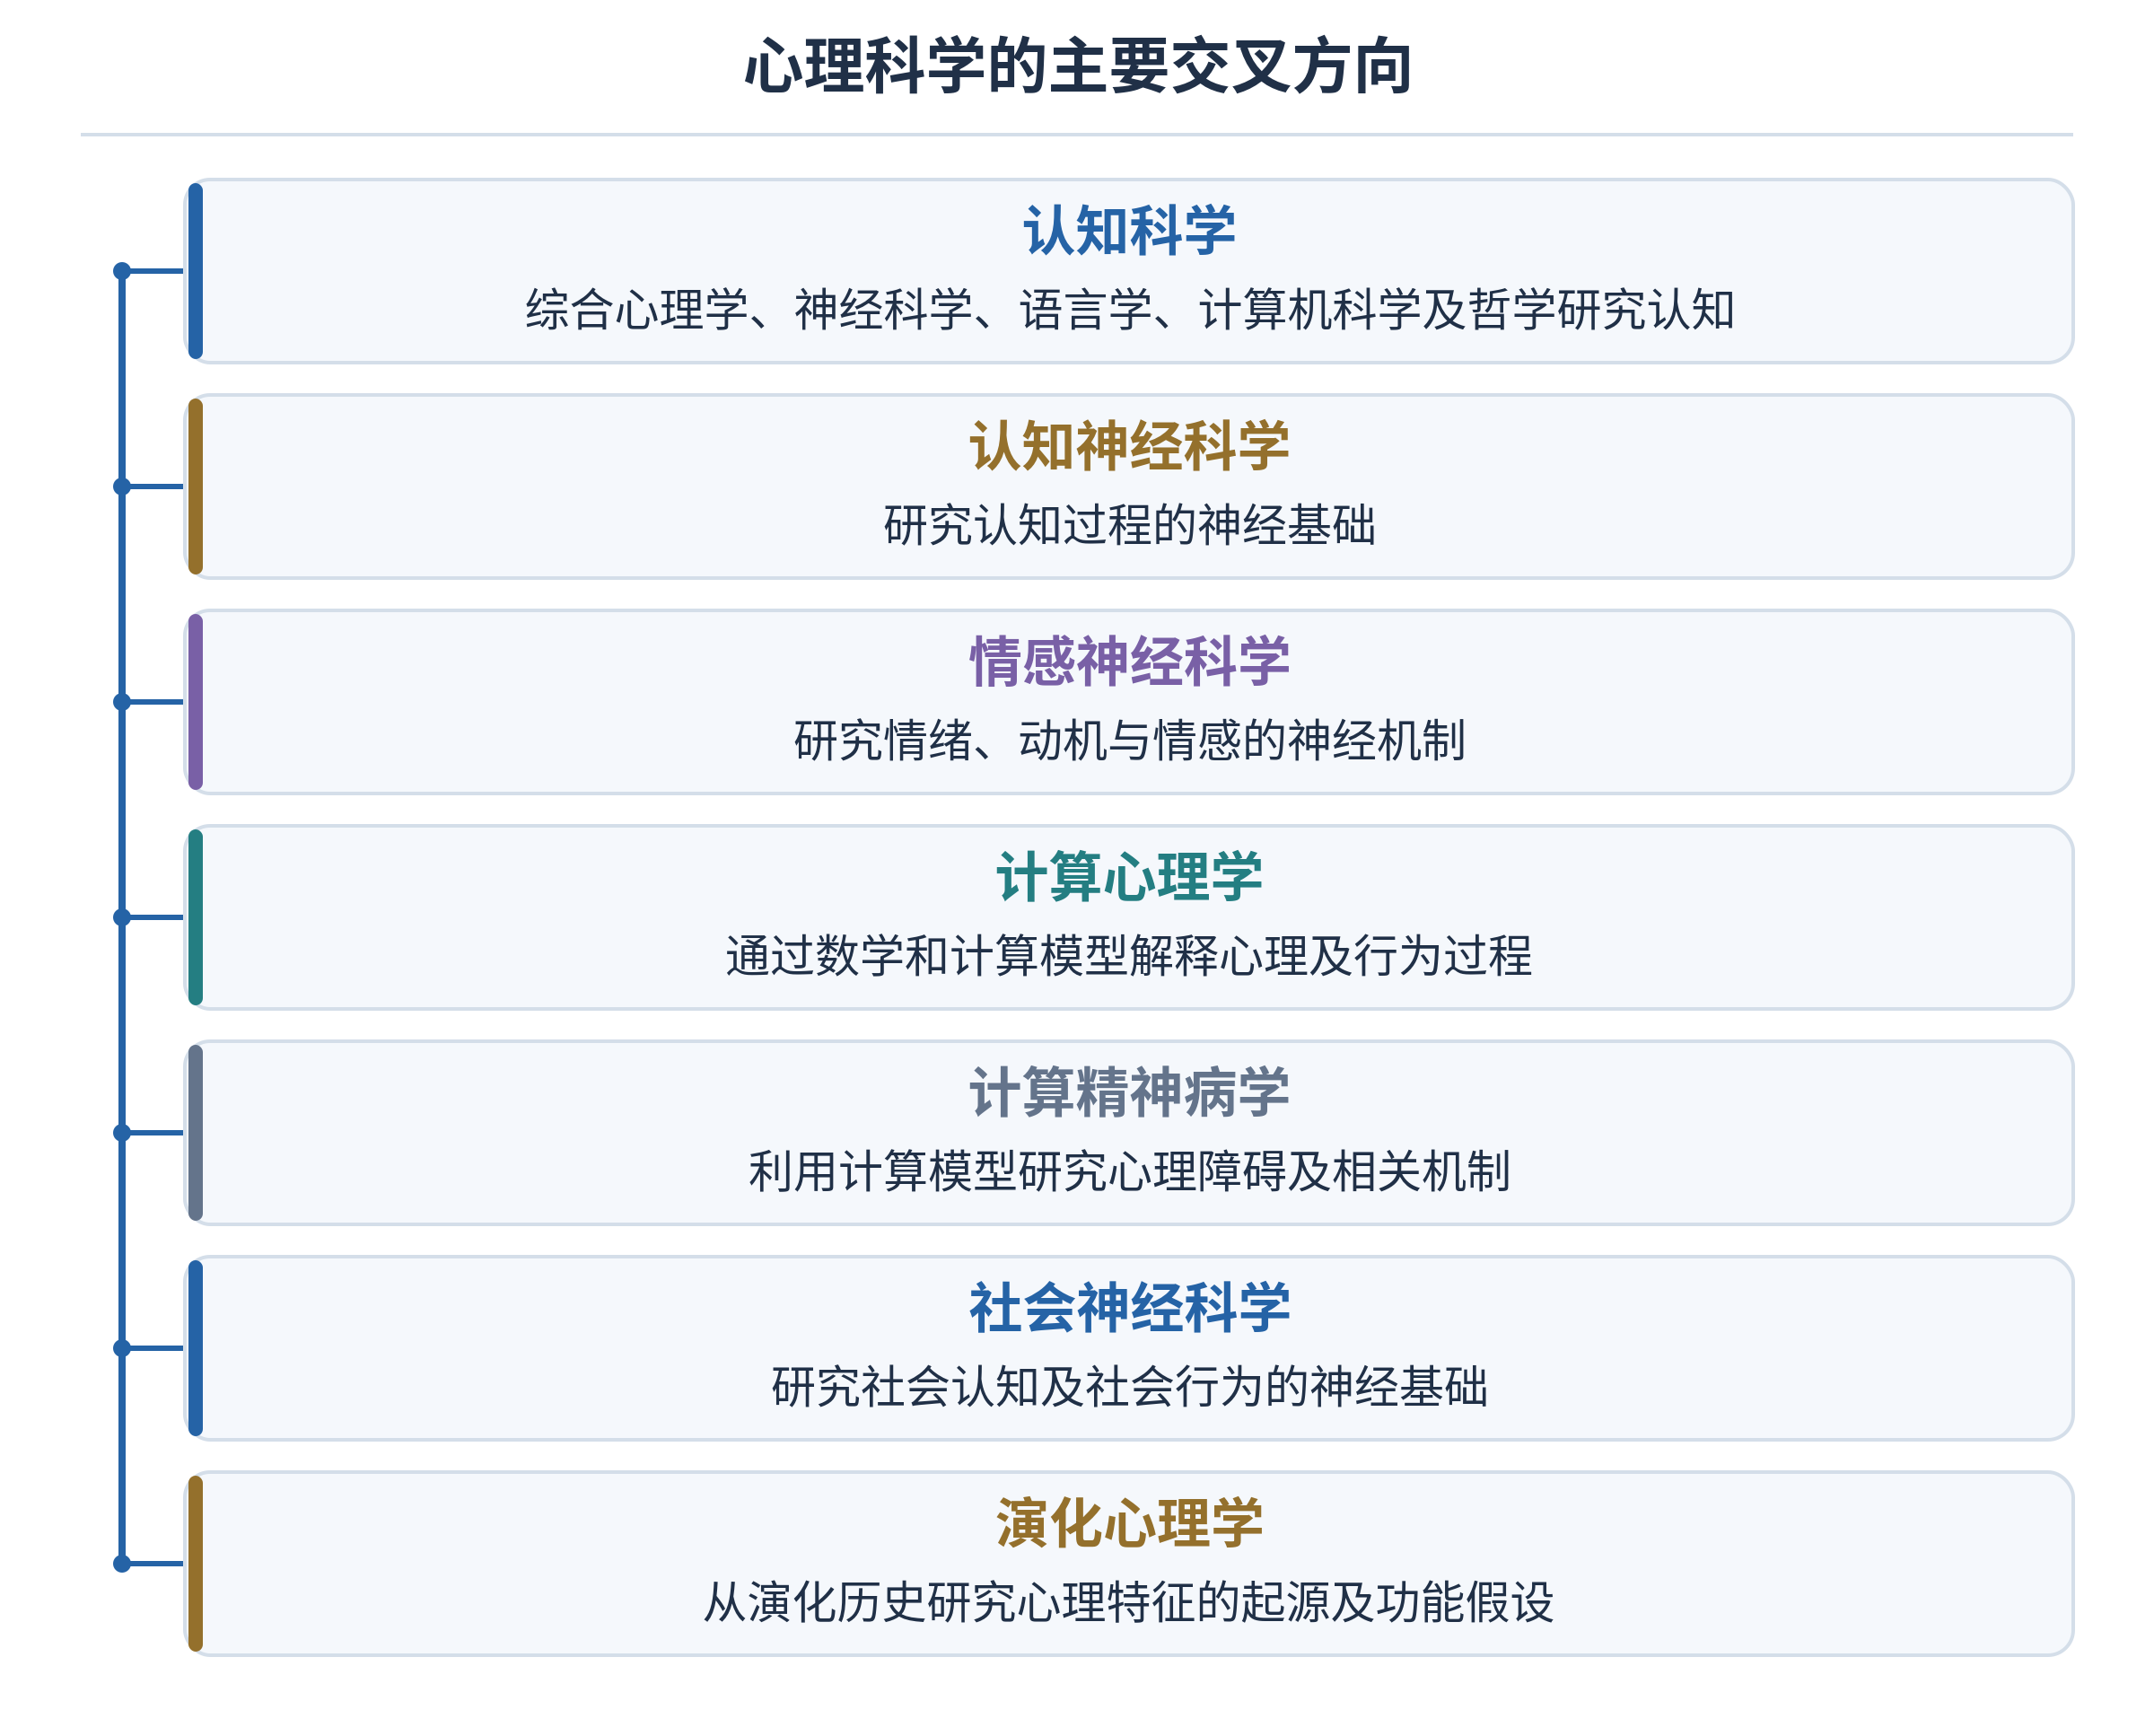 心理科学的主要交叉方向
认知科学
综合心理学、神经科学、语言学、计算机科学及哲学研究认知
认知神经科学
研究认知过程的神经基础
情感神经科学
研究情绪、动机与情感的神经机制
计算心理学
通过数学和计算模型解释心理及行为过程
计算精神病学
利用计算模型研究心理障碍及相关机制
社会神经科学
研究社会认知及社会行为的神经基础
演化心理学
从演化历史研究心理特征的起源及功能假设